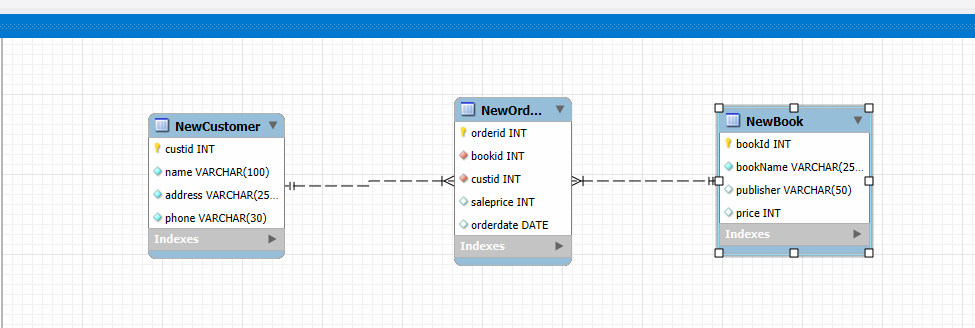 NewCustomer
custid INT
name VARCHAR(100)
address VARCHAR(25...
phone VARCHAR(30)
Indexes
NewOrd...
orderid INT
bookid INT
custid INT
saleprice INT
orderdate DATE
Indexes
NewBook
bookId INT
bookName VARCHAR(25...
publisher VARCHAR(50)
price INT
Indexes